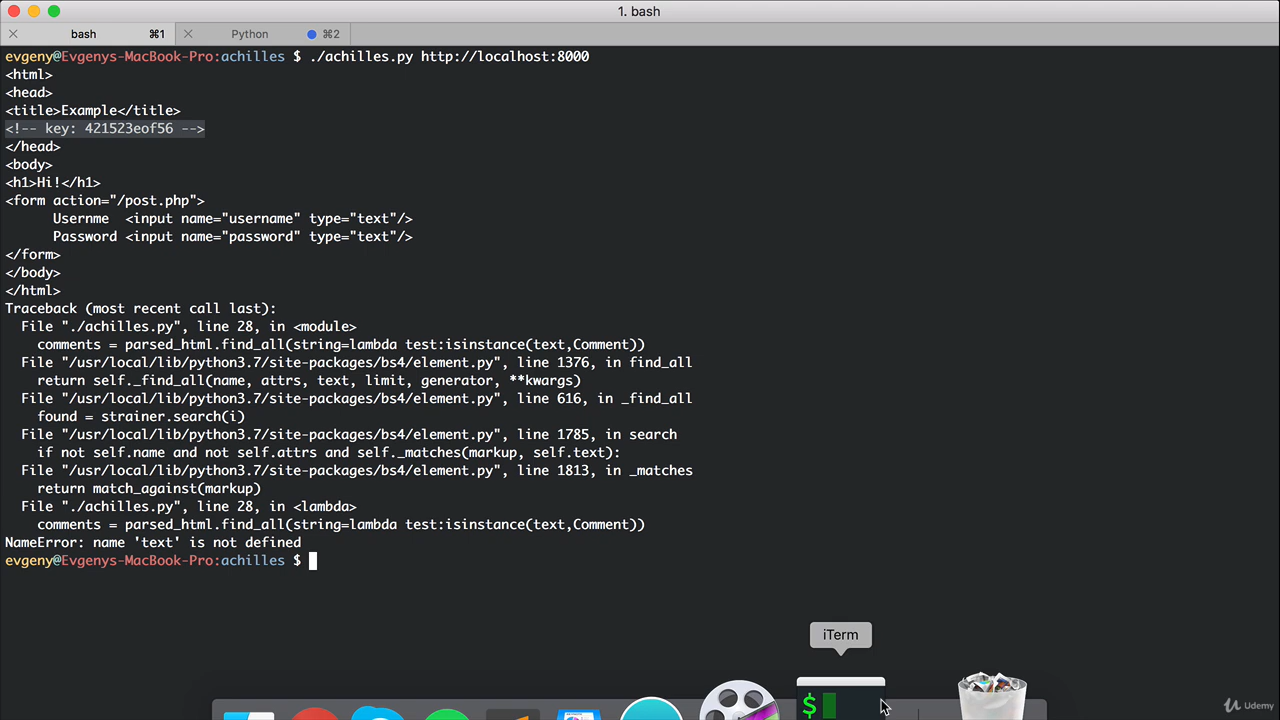 1. bash
bash ⌘1 Python ⌘2
evgeny@Evgenys-MacBook-Pro:achilles $ ./achilles.py http://localhost:8000
<html>
<head>
<title>Example</title>
<!-- key: 421523eof56 -->
</head>
<body>
<h1>Hi!</h1>
<form action="/post.php">
      Usernme  <input name="username" type="text"/>
      Password <input name="password" type="text"/>
</form>
</body>
</html>
Traceback (most recent call last):
  File "./achilles.py", line 28, in <module>
    comments = parsed_html.find_all(string=lambda test:isinstance(text,Comment))
  File "/usr/local/lib/python3.7/site-packages/bs4/element.py", line 1376, in find_all
    return self._find_all(name, attrs, text, limit, generator, **kwargs)
  File "/usr/local/lib/python3.7/site-packages/bs4/element.py", line 616, in _find_all
    found = strainer.search(i)
  File "/usr/local/lib/python3.7/site-packages/bs4/element.py", line 1785, in search
    if not self.name and not self.attrs and self._matches(markup, self.text):
  File "/usr/local/lib/python3.7/site-packages/bs4/element.py", line 1813, in _matches
    return match_against(markup)
  File "./achilles.py", line 28, in <lambda>
    comments = parsed_html.find_all(string=lambda test:isinstance(text,Comment))
NameError: name 'text' is not defined
evgeny@Evgenys-MacBook-Pro:achilles $
iTerm
$
Udemy